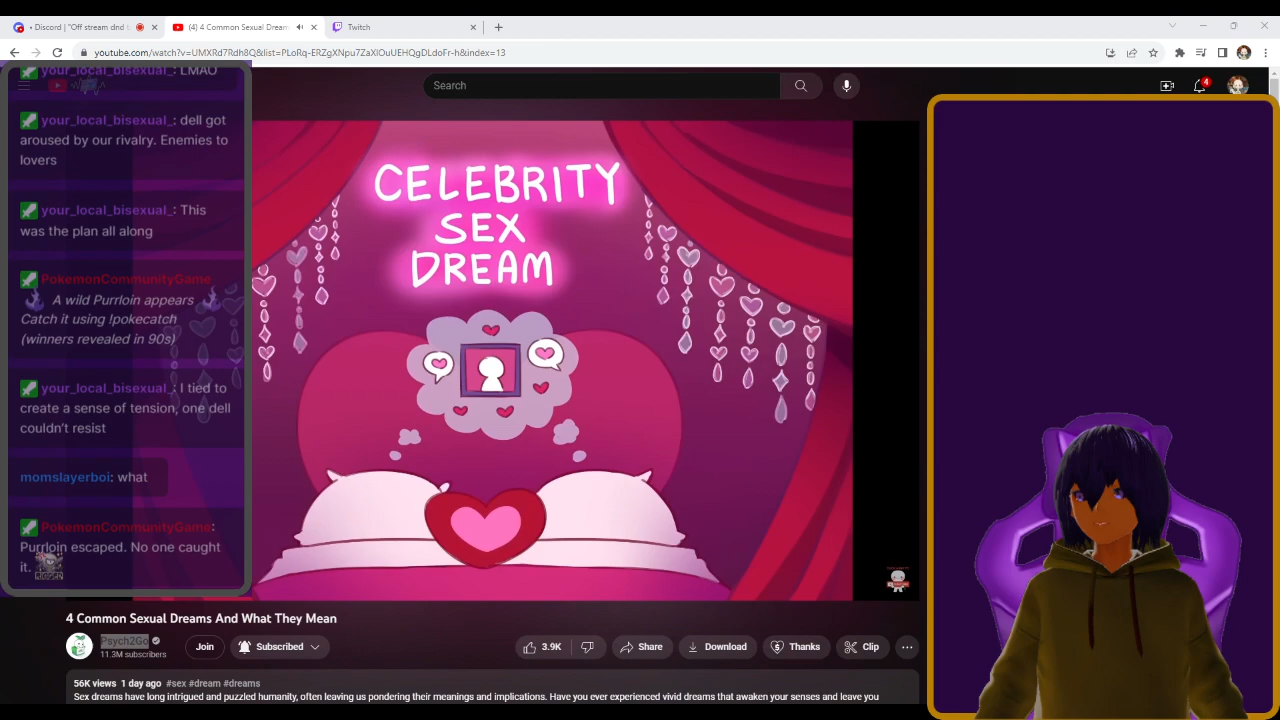 • Discord | "Off stream dnd
(4) 4 Common Sexual Dream
Twitch
youtube.com/watch?v=UMXRd7Rdh8Q&list=PLoRq-ERZgXNpu7ZaXlOuUEHQgDLdoFr-h&index=13
Search
4
your_local_bisexual_: LMAO
your_local_bisexual_: dell got
aroused by our rivalry. Enemies to
lovers
your_local_bisexual_: This
was the plan all along
PokemonCommunityGame
A wild Purrloin appears
Catch it using !pokecatch
(winners revealed in 90s)
your_local_bisexual_: I tied to
create a sense of tension, one dell
couldn't resist
momslayerboi: what
PokemonCommunityGame:
Purrloin escaped. No one caught
it.
CELEBRITY
SEX
DREAM
4 Common Sexual Dreams And What They Mean
Psych2Go
11.3M subscribers
Join
Subscribed
3.9K
Share
Download
Thanks
Clip
56K views 1 day ago #sex #dream #dreams
Sex dreams have long intrigued and puzzled humanity, often leaving us pondering their meanings and implications. Have you ever experienced vivid dreams that awaken your senses and leave you